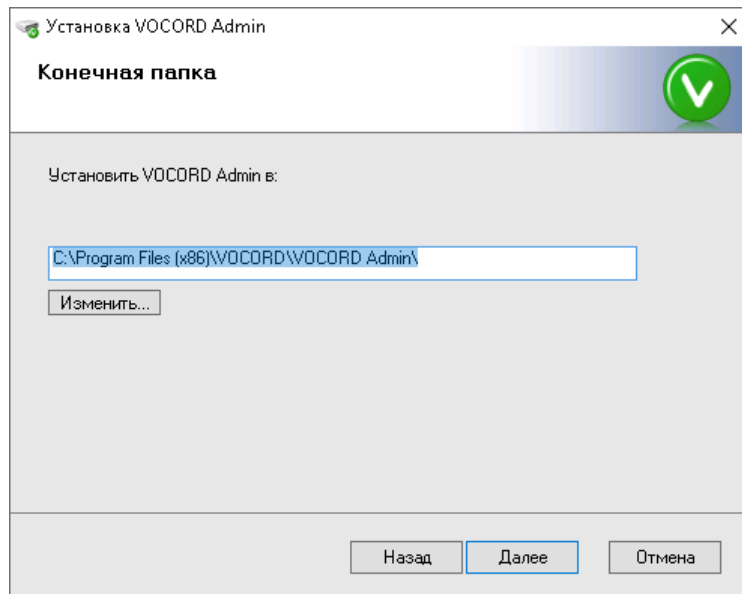 Установка VOCORD Admin
Конечная папка
Установить VOCORD Admin в:
C:\Program Files (x86)\VOCORD\VOCORD Admin\
Изменить...
Назад Далее Отмена